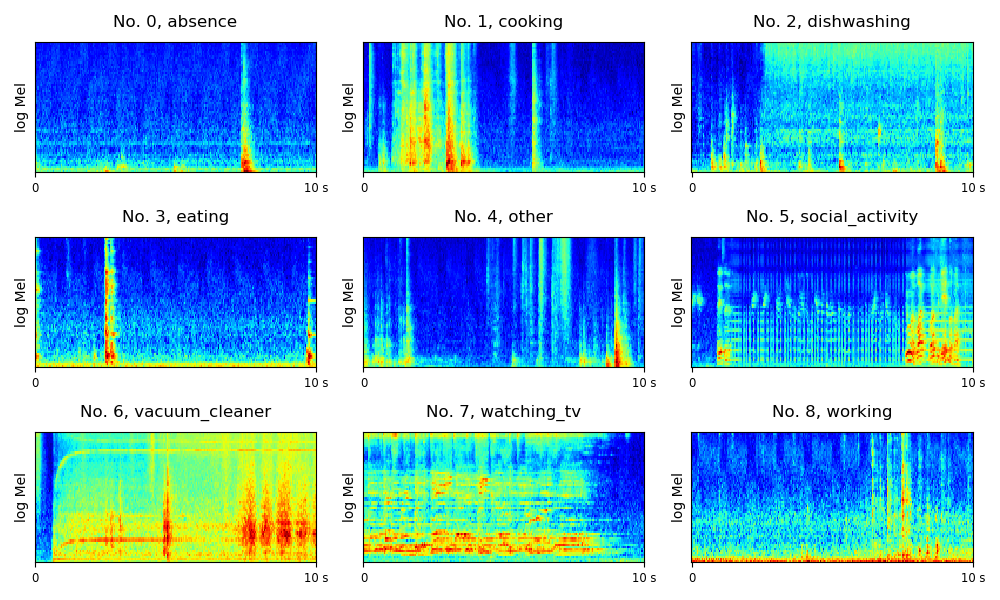 No. 0, absence
No. 1, cooking
No. 2, dishwashing
log Mel
log Mel
log Mel
0
10 s
0
10 s
0
10 s
No. 3, eating
No. 4, other
No. 5, social_activity
log Mel
log Mel
log Mel
0
10 s
0
10 s
0
10 s
No. 6, vacuum_cleaner
No. 7, watching_tv
No. 8, working
log Mel
log Mel
log Mel
0
10 s
0
10 s
0
10 s